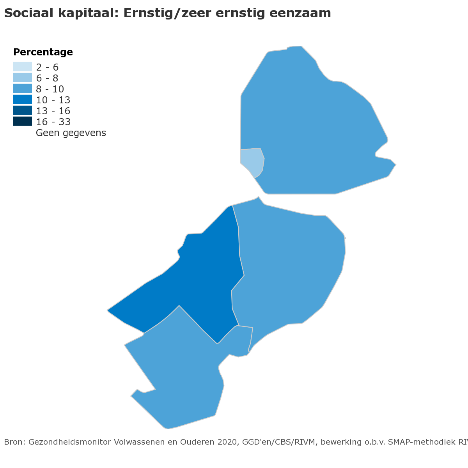 Sociaal kapitaal: Ernstig/zeer ernstig eenzaam
Percentage
2 - 6
6 - 8
8 - 10
10 - 13
13 - 16
16 - 33
Geen gegevens
Bron: Gezondheidsmonitor Volwassenen en Ouderen 2020, GGD'en/CBS/RIVM, bewerking o.b.v. SMAP-methodiek